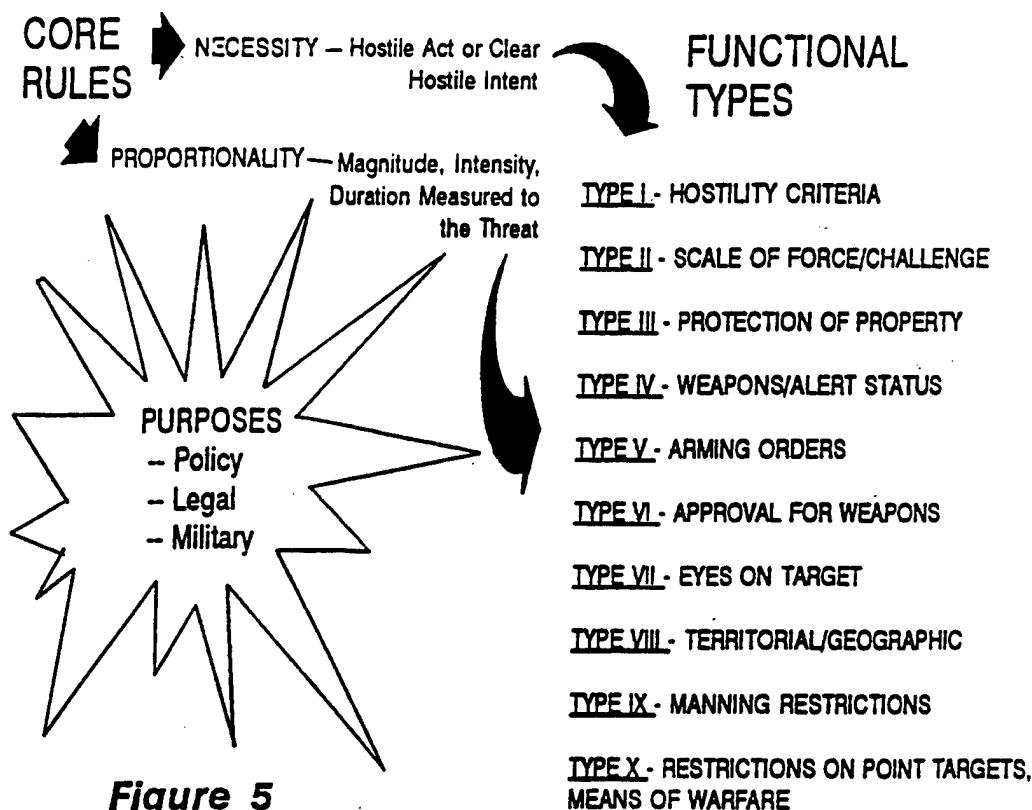 CORE
RULES
NECESSITY – Hostile Act or Clear
Hostile Intent
PROPORTIONALITY – Magnitude, Intensity,
Duration Measured to
the Threat
PURPOSES
– Policy
– Legal
– Military
Figure 5
FUNCTIONAL
TYPES
TYPE I - HOSTILITY CRITERIA
TYPE II - SCALE OF FORCE/CHALLENGE
TYPE III - PROTECTION OF PROPERTY
TYPE IV - WEAPONS/ALERT STATUS
TYPE V - ARMING ORDERS
TYPE VI - APPROVAL FOR WEAPONS
TYPE VII - EYES ON TARGET
TYPE VIII - TERRITORIAL/GEOGRAPHIC
TYPE IX - MANNING RESTRICTIONS
TYPE X - RESTRICTIONS ON POINT TARGETS,
MEANS OF WARFARE